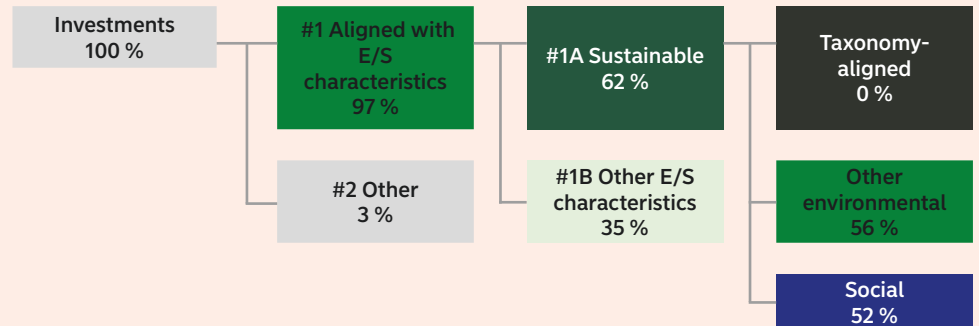 Investments
100 %
#1 Aligned with
E/S
characteristics
97 %
#1A Sustainable
62 %
Taxonomy-
aligned
0 %
#2 Other
3 %
#1B Other E/S
characteristics
35 %
Other
environmental
56 %
Social
52 %